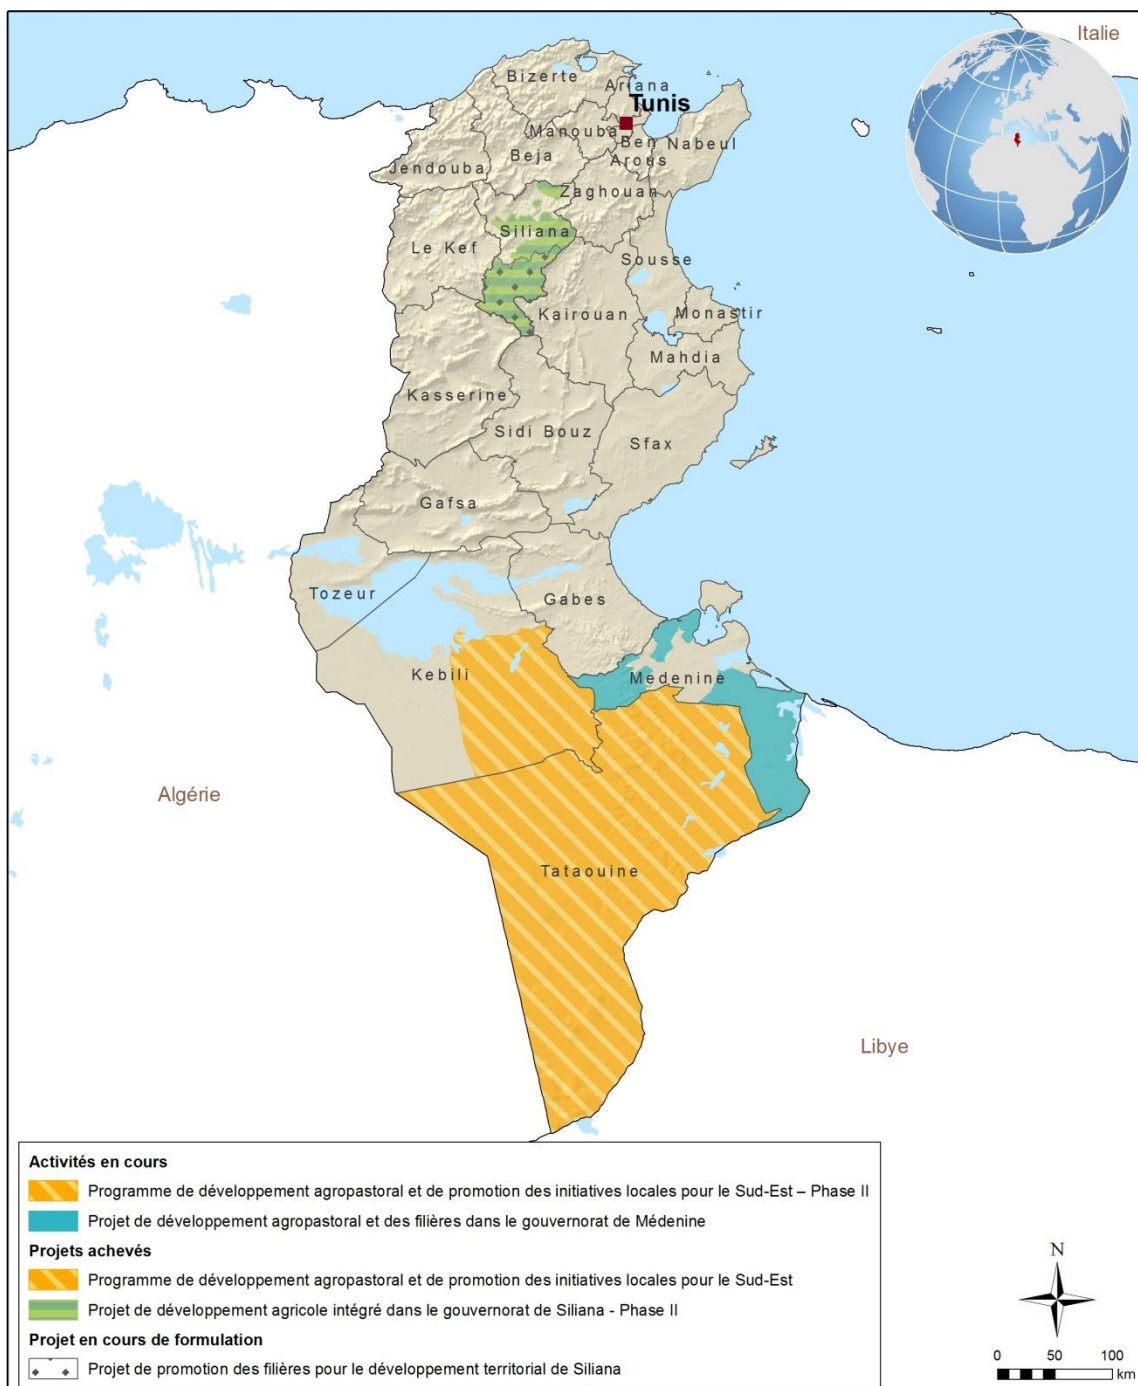 Italie
Bizerte
Ariana
Tunis
Manouba
Ben
Arous
Nabeul
Beja
Jendouba
Zaghouan
Siliana
Le Kef
Sousse
Kairouan
Monastir
Mahdia
Kasserine
Sidi Bouz
Sfax
Gafsa
Tozeur
Gabes
Kebili
Medenine
Algérie
Tataouine
Libye
Activités en cours
Programme de développement agropastoral et de promotion des initiatives locales pour le Sud-Est – Phase II
Projet de développement agropastoral et des filières dans le gouvernorat de Médenine
Projets achevés
Programme de développement agropastoral et de promotion des initiatives locales pour le Sud-Est
Projet de développement agricole intégré dans le gouvernorat de Siliana - Phase II
Projet en cours de formulation
Projet de promotion des filières pour le développement territorial de Siliana
N
0 50 100
km